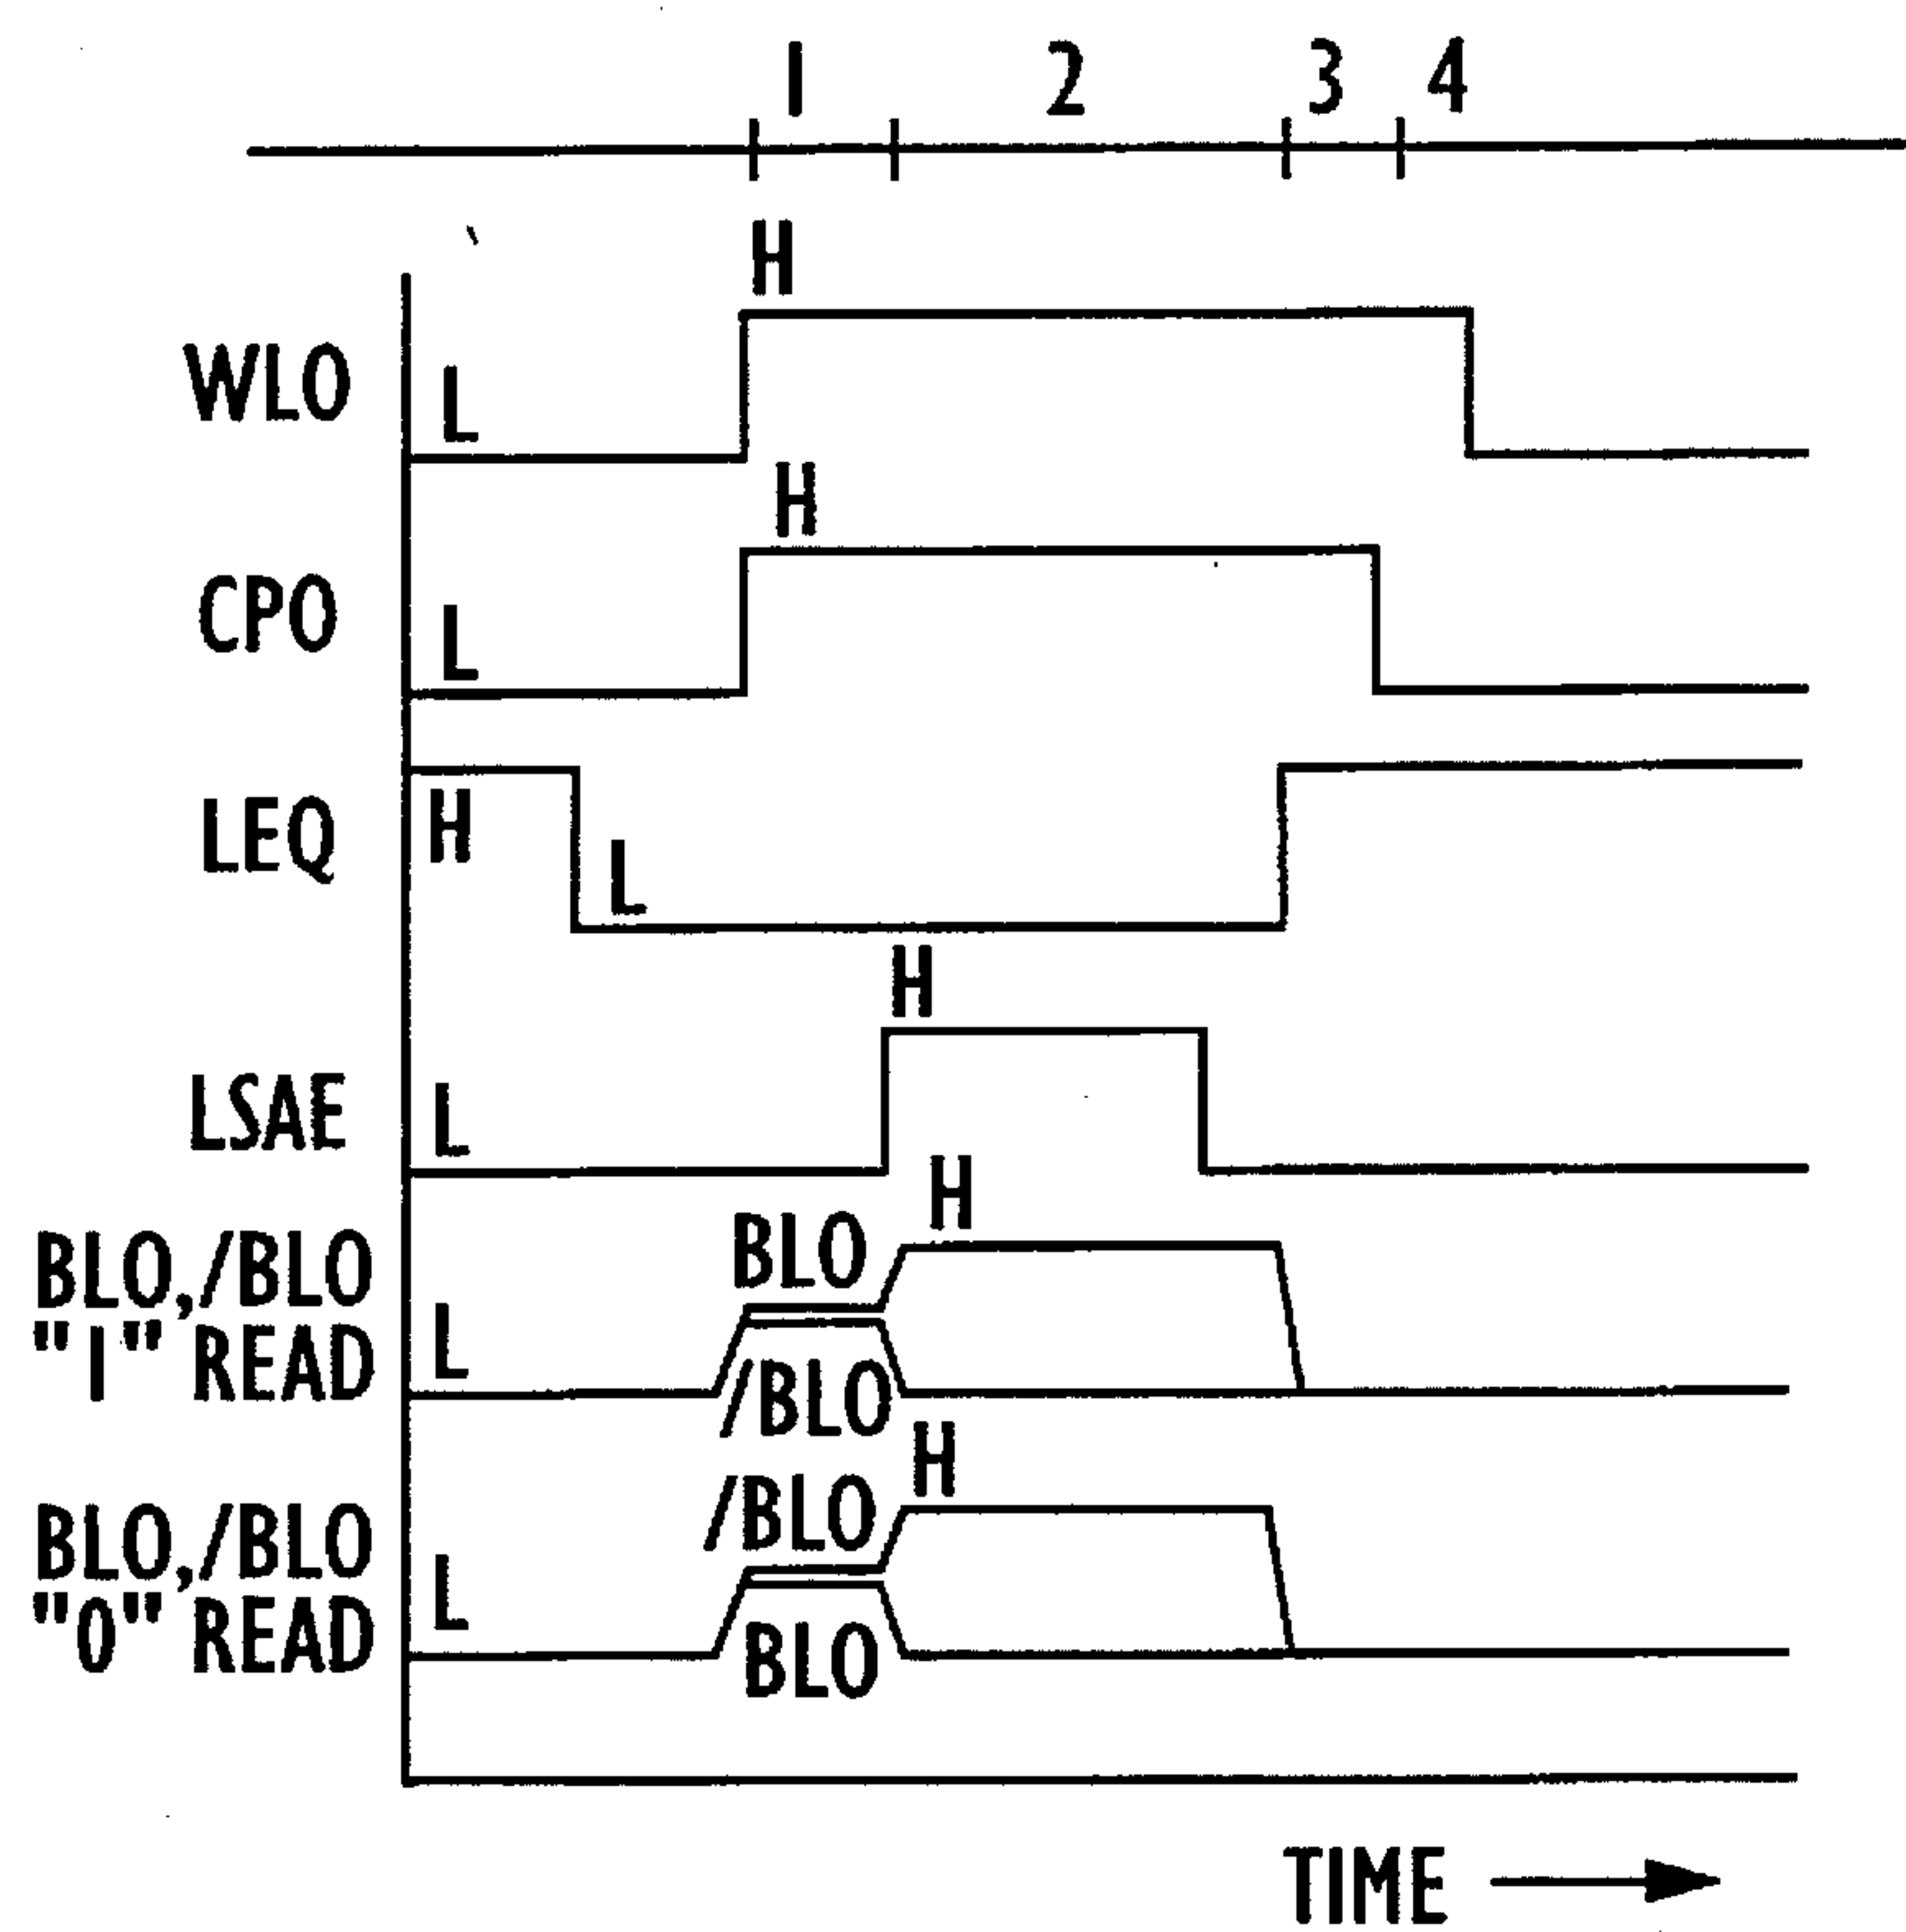 1 2 3 4
H
WLO L
H
CPO L
LEQ H
L
H
LSAE L
H
BLO,/BLO BLO
"1" READ L
/BLO
H
BLO,/BLO /BLO
"0" READ L
BLO
TIME